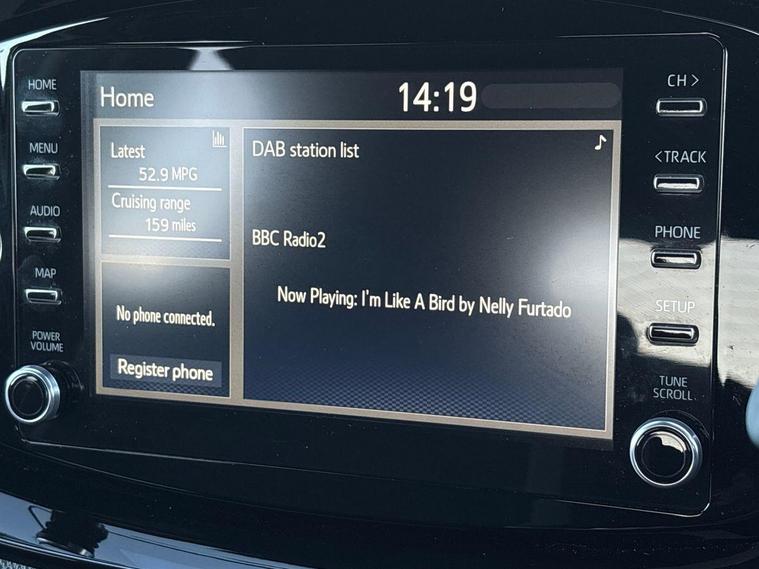 HOME
MENU
AUDIO
MAP
POWER
VOLUME
Home
14:19
Latest
52.9 MPG
Cruising range
159 miles
No phone connected.
Register phone
DAB station list
BBC Radio2
Now Playing: I'm Like A Bird by Nelly Furtado
CH >
< TRACK
PHONE
SETUP
TUNE
SCROLL